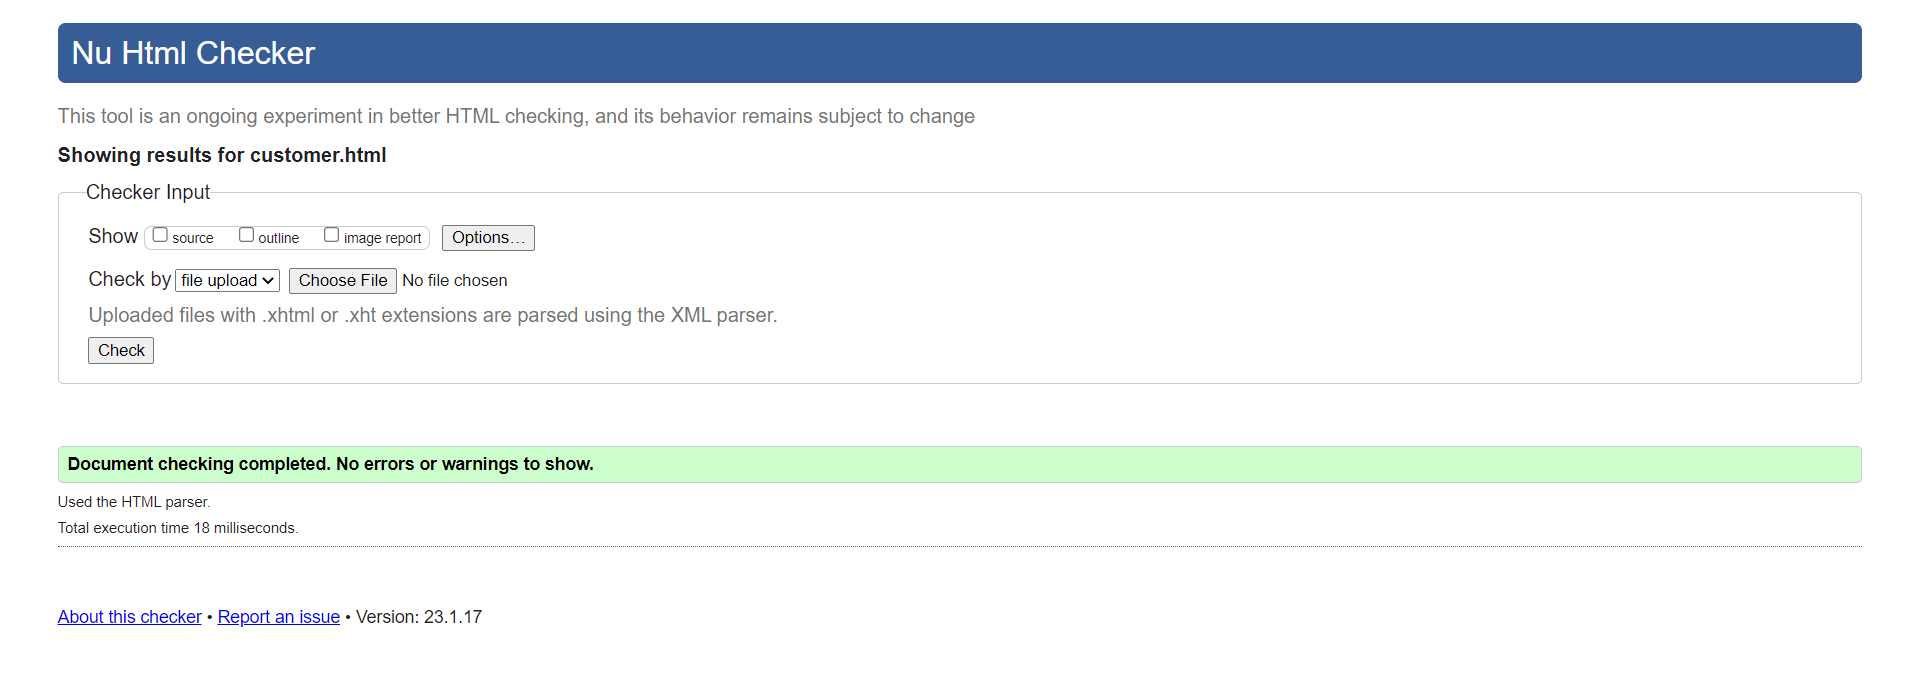 Nu Html Checker
This tool is an ongoing experiment in better HTML checking, and its behavior remains subject to change
Showing results for customer.html
Checker Input
Show source outline image report Options...
Check by file upload Choose File No file chosen
Uploaded files with .xhtml or .xht extensions are parsed using the XML parser.
Check
Document checking completed. No errors or warnings to show.
Used the HTML parser.
Total execution time 18 milliseconds.
About this checker • Report an issue • Version: 23.1.17